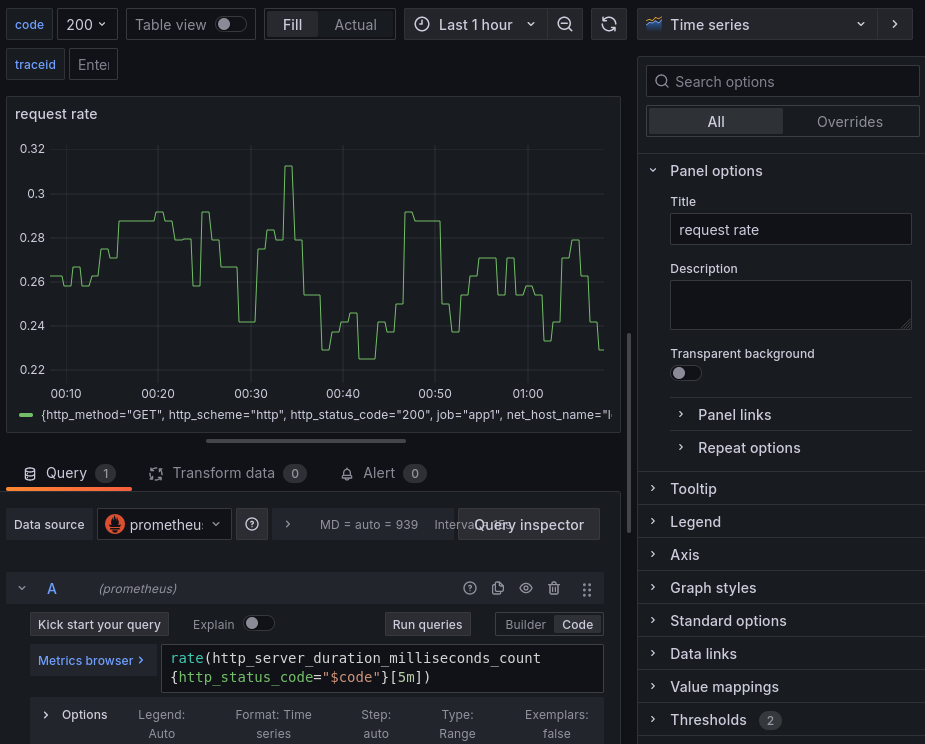 code
200
Table view
Fill
Actual
Last 1 hour
Time series
traceid
Enter
Search options
All
Overrides
request rate
0.32
0.3
0.28
0.26
0.24
0.22
00:10
00:20
00:30
00:40
00:50
01:00
{http_method="GET", http_scheme="http", http_status_code="200", job="app1", net_host_name="l
Panel options
Title
request rate
Description
Transparent background
Panel links
Repeat options
Tooltip
Legend
Axis
Graph styles
Standard options
Data links
Value mappings
Thresholds 2
Query 1
Transform data 0
Alert 0
Data source
prometheus
MD = auto = 939
Query inspector
A
(prometheus)
Kick start your query
Explain
Run queries
Builder
Code
Metrics browser >
rate(http_server_duration_milliseconds_count
{http_status_code="$code"}[5m])
Options
Legend: Auto
Format: Time series
Step: auto
Type: Range
Exemplars: false